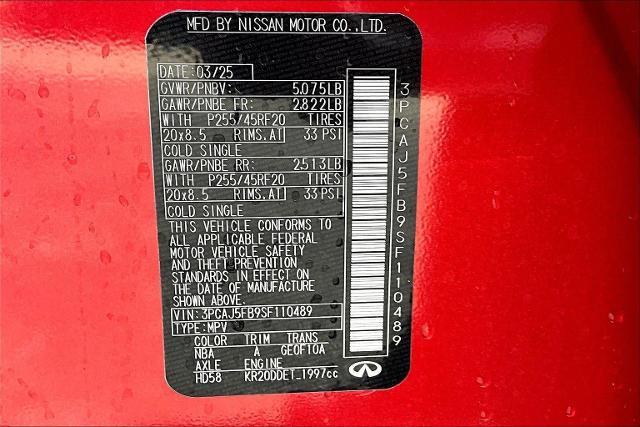 MFD BY NISSAN MOTOR CO.,LTD.
DATE: 03/25
GVWR/PNBV: 5,075LB
GAWR/PNBE FR: 2,822LB
WITH P255/45RF20 TIRES
20x8.5 RIMS,AT 33 PSI
COLD SINGLE
GAWR/PNBE RR: 2,513LB
WITH P255/45RF20 TIRES
20x8.5 RIMS,AT 33 PSI
COLD SINGLE
THIS VEHICLE CONFORMS TO
ALL APPLICABLE FEDERAL
MOTOR VEHICLE SAFETY
AND THEFT PREVENTION
STANDARDS IN EFFECT ON
THE DATE OF MANUFACTURE
SHOWN ABOVE.
VIN: 3PCAJ5FB9SF110489
TYPE: MPV
COLOR TRIM TRANS
NBA A GE0F10A
AXLE ENGINE
HD58 KR20DDET 1997cc
3PCAJ5FB9SF110489